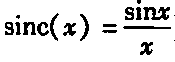 sinc(x) = sinx/x